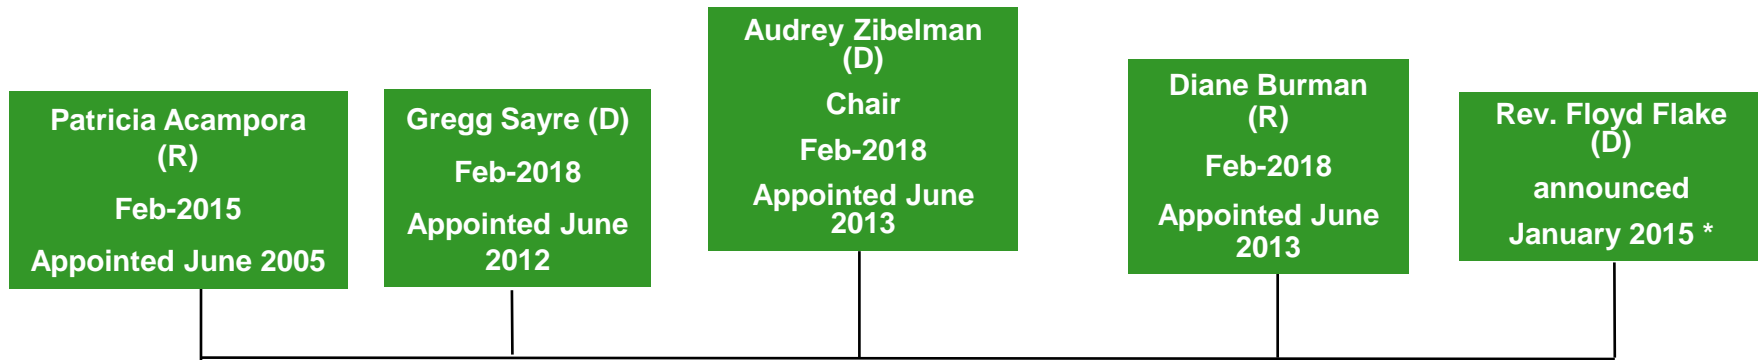 Patricia Acampora
(R)
Feb-2015
Appointed June 2005
Gregg Sayre (D)
Feb-2018
Appointed June
2012
Audrey Zibelman
(D)
Chair
Feb-2018
Appointed June
2013
Diane Burman
(R)
Feb-2018
Appointed June
2013
Rev. Floyd Flake
(D)
announced
January 2015 *